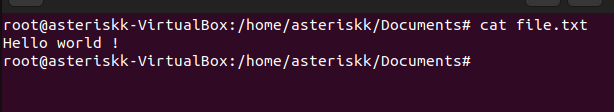 root@asteriskk-VirtualBox:/home/asteriskk/Documents# cat file.txt
Hello world !
root@asteriskk-VirtualBox:/home/asteriskk/Documents#